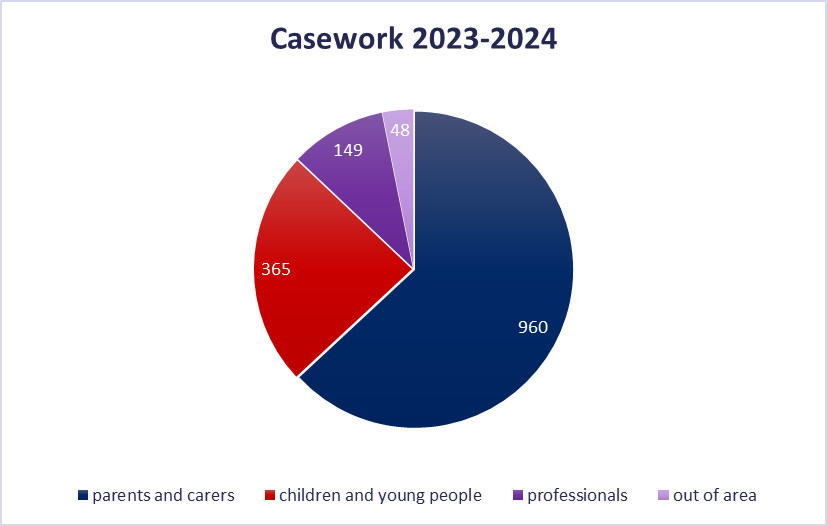 Casework 2023-2024
48
149
365
960
parents and carers children and young people professionals out of area